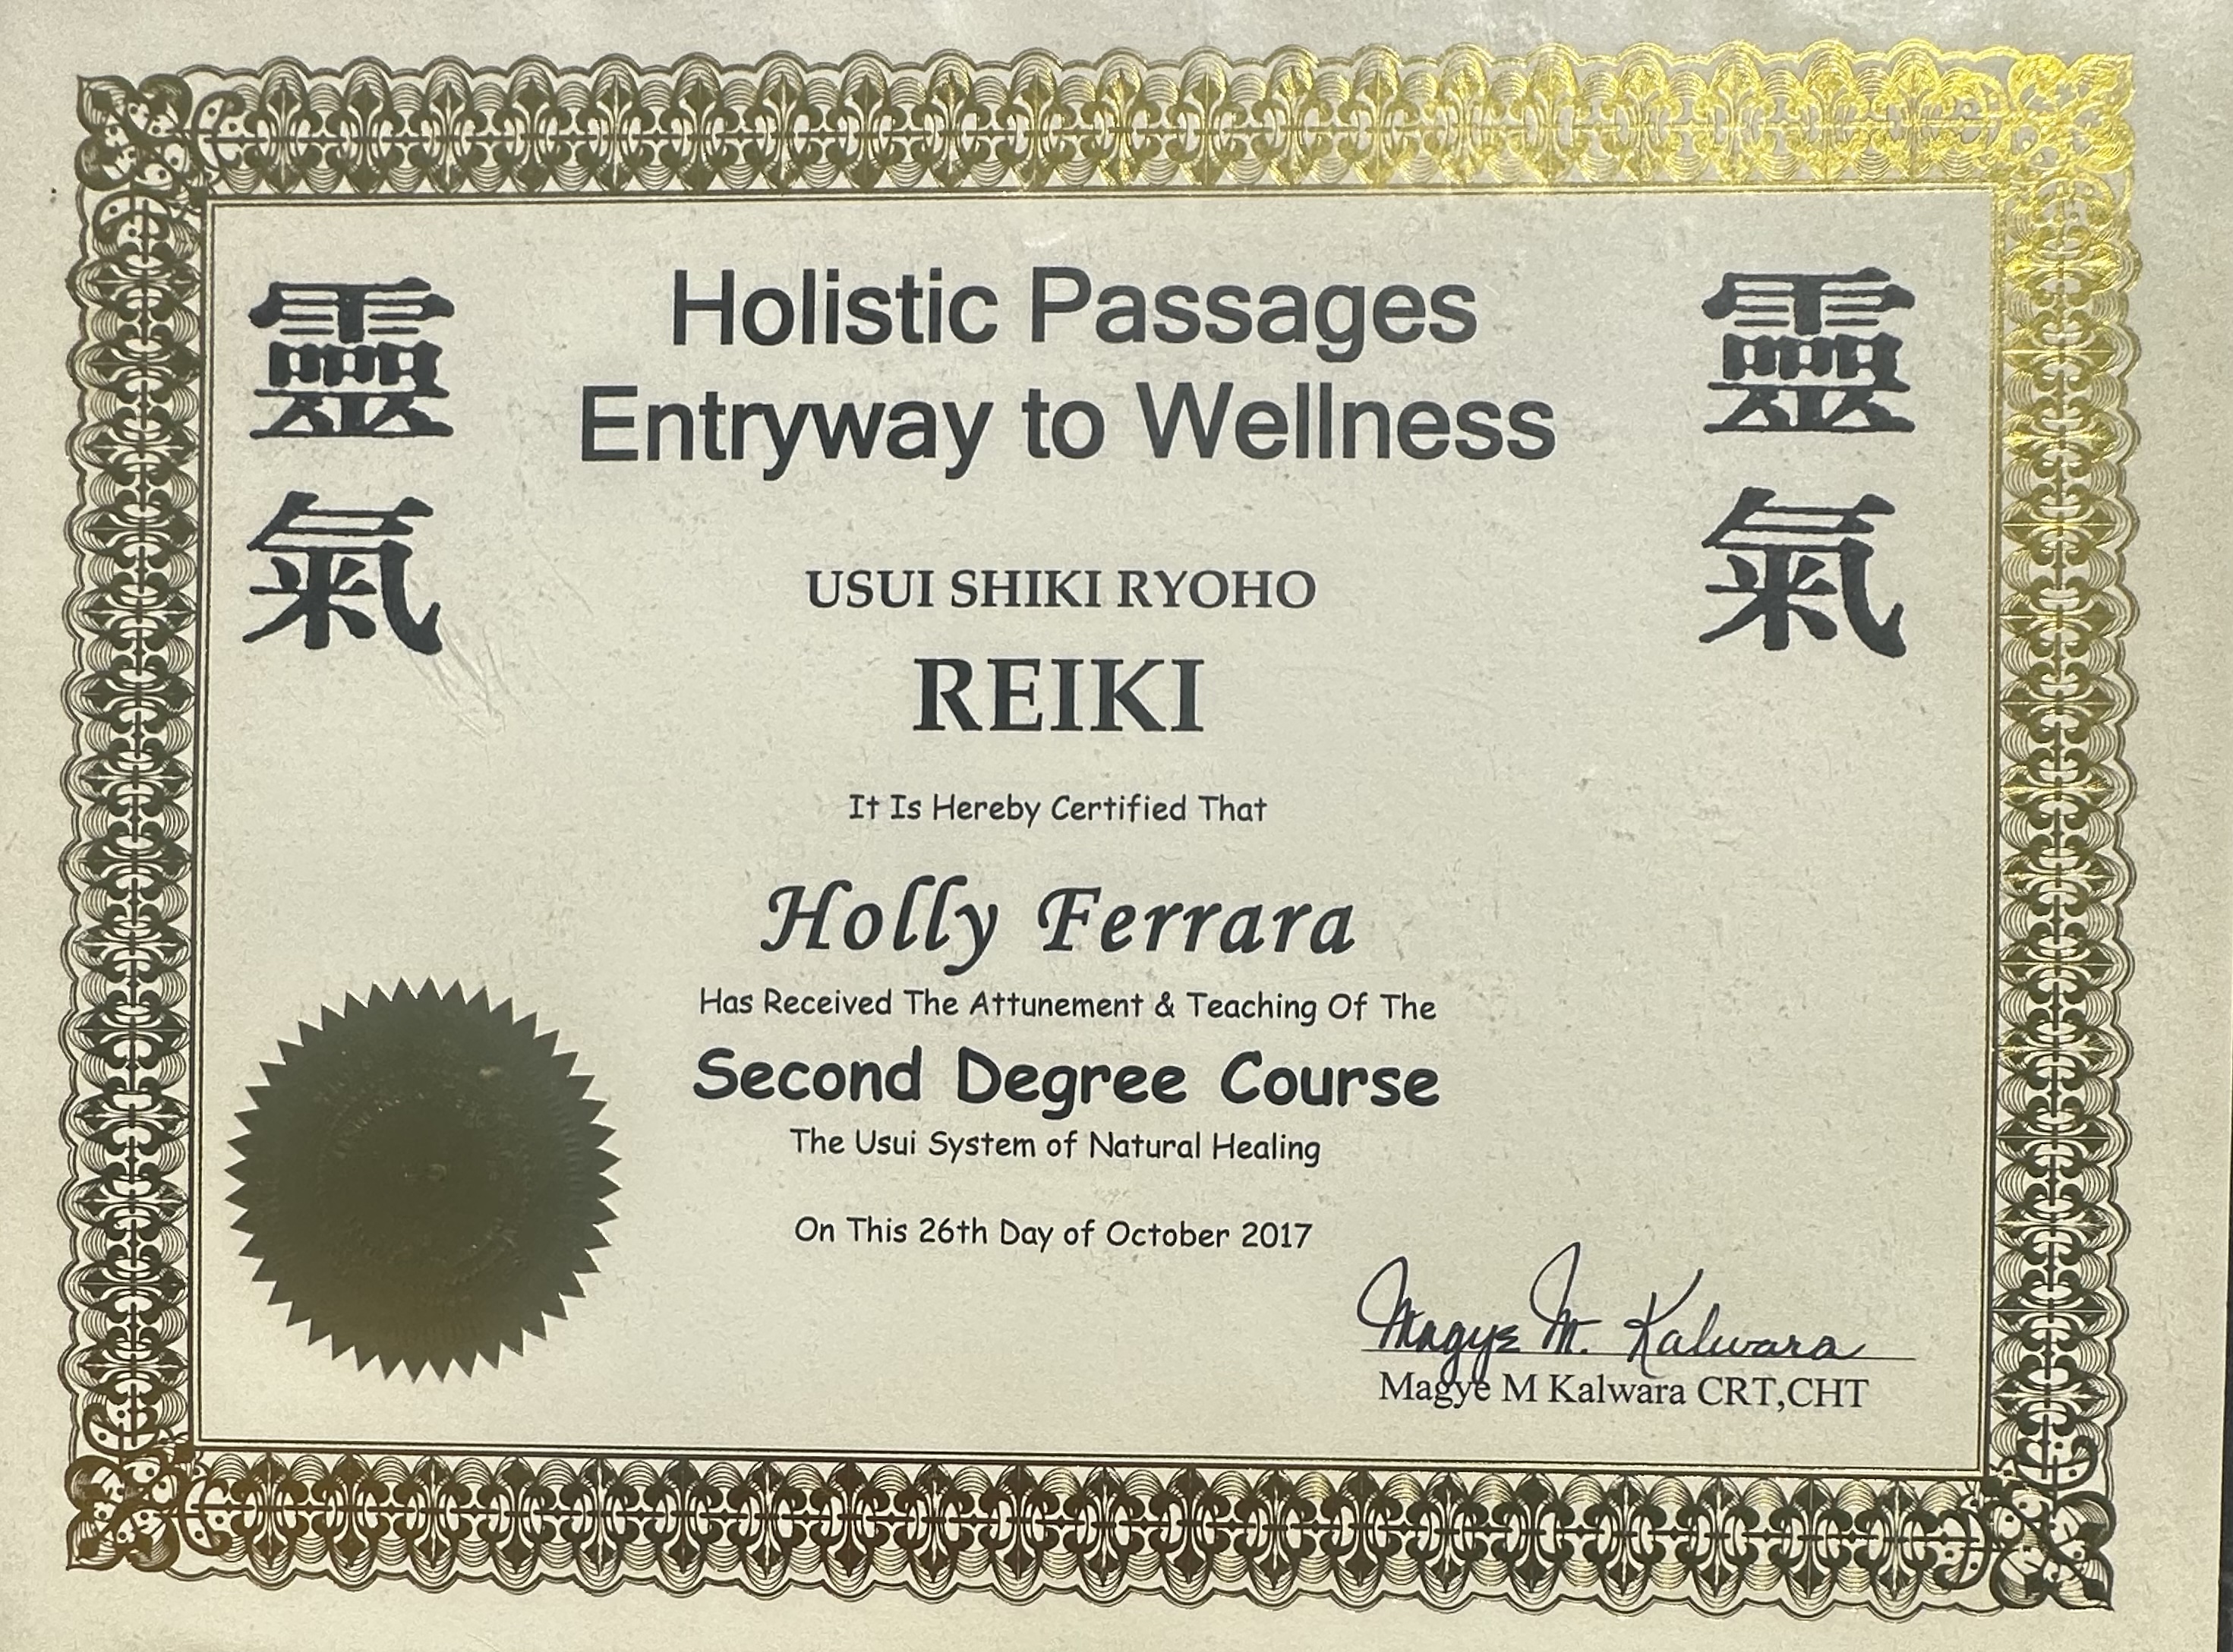 靈氣
Holistic Passages
Entryway to Wellness
靈氣
USUI SHIKI RYOHO
REIKI
It Is Hereby Certified That
Holly Ferrara
Has Received The Attunement & Teaching Of The
Second Degree Course
The Usui System of Natural Healing
On This 26th Day of October 2017
Magye M. Kalwara
Magye M Kalwara CRT,CHT